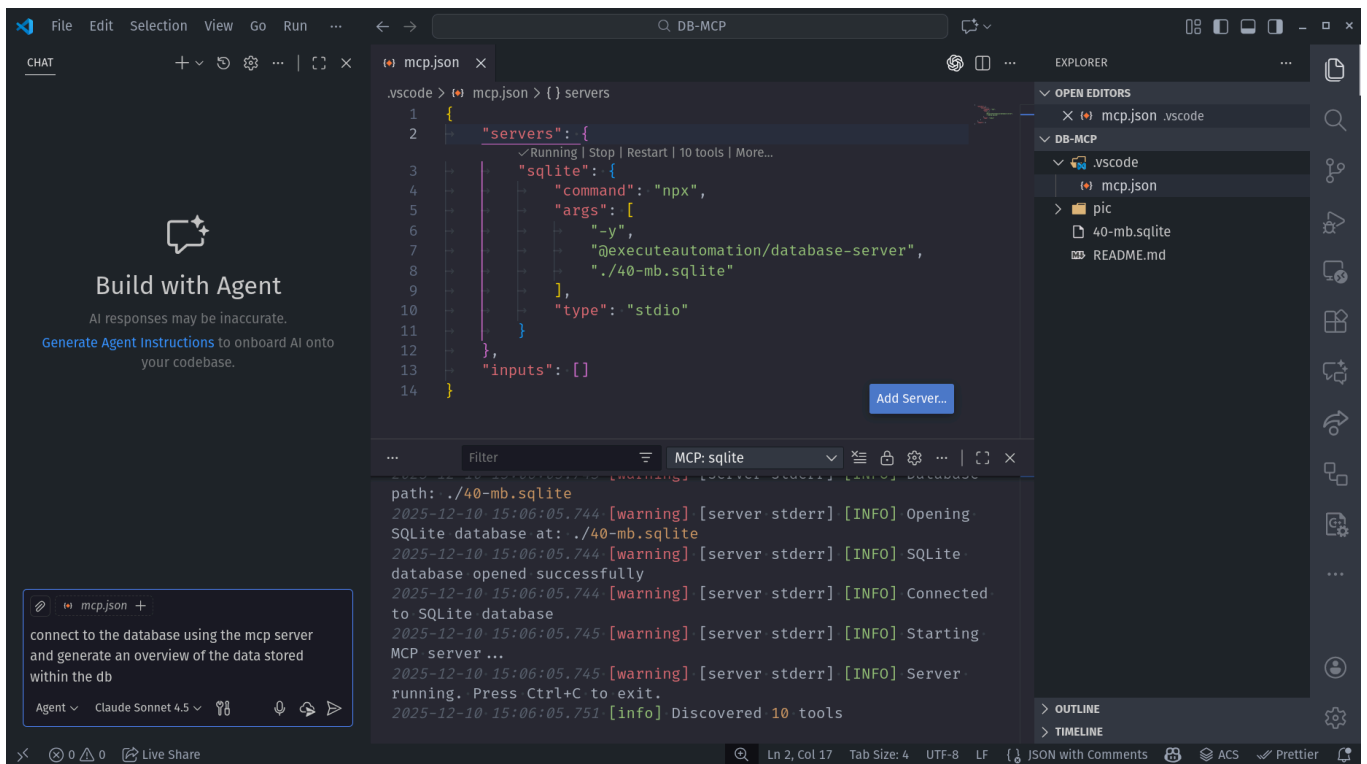 File Edit Selection View Go Run ...
DB-MCP
CHAT
mcp.json
EXPLORER
.vscode > mcp.json > { } servers
OPEN EDITORS
mcp.json .vscode
DB-MCP
.vscode
mcp.json
pic
40-mb.sqlite
README.md
1 {
2 "servers": {
✓Running | Stop | Restart | 10 tools | More...
3 "sqlite": {
4 "command": "npx",
5 "args": [
6 "-y",
7 "@executeautomation/database-server",
8 "./40-mb.sqlite"
9 ],
10 "type": "stdio"
11 }
12 },
13 "inputs": []
14 }
Add Server...
Build with Agent
AI responses may be inaccurate.
Generate Agent Instructions to onboard AI onto
your codebase.
mcp.json +
connect to the database using the mcp server
and generate an overview of the data stored
within the db
Agent Claude Sonnet 4.5
... Filter MCP: sqlite
[warning] [server stderr] [INFO] Database
path: ./40-mb.sqlite
2025-12-10 15:06:05.744 [warning] [server stderr] [INFO] Opening
SQLite database at: ./40-mb.sqlite
2025-12-10 15:06:05.744 [warning] [server stderr] [INFO] SQLite
database opened successfully
2025-12-10 15:06:05.744 [warning] [server stderr] [INFO] Connected
to SQLite database
2025-12-10 15:06:05.745 [warning] [server stderr] [INFO] Starting
MCP server...
2025-12-10 15:06:05.745 [warning] [server stderr] [INFO] Server
running. Press Ctrl+C to exit.
2025-12-10 15:06:05.751 [info] Discovered 10 tools
OUTLINE
TIMELINE
0 0 Live Share
Ln 2, Col 17 Tab Size: 4 UTF-8 LF JSON with Comments ACS Prettier